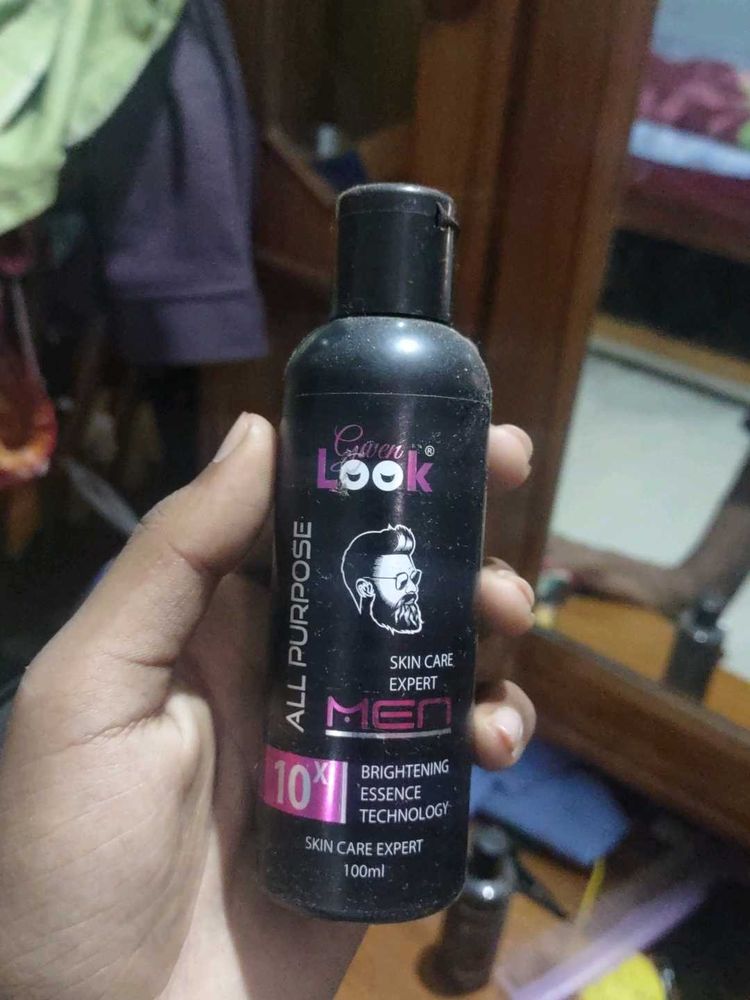 Given
Look®
ALL PURPOSE
SKIN CARE
EXPERT
MEN
10X
BRIGHTENING
ESSENCE
TECHNOLOGY
SKIN CARE EXPERT
100ml